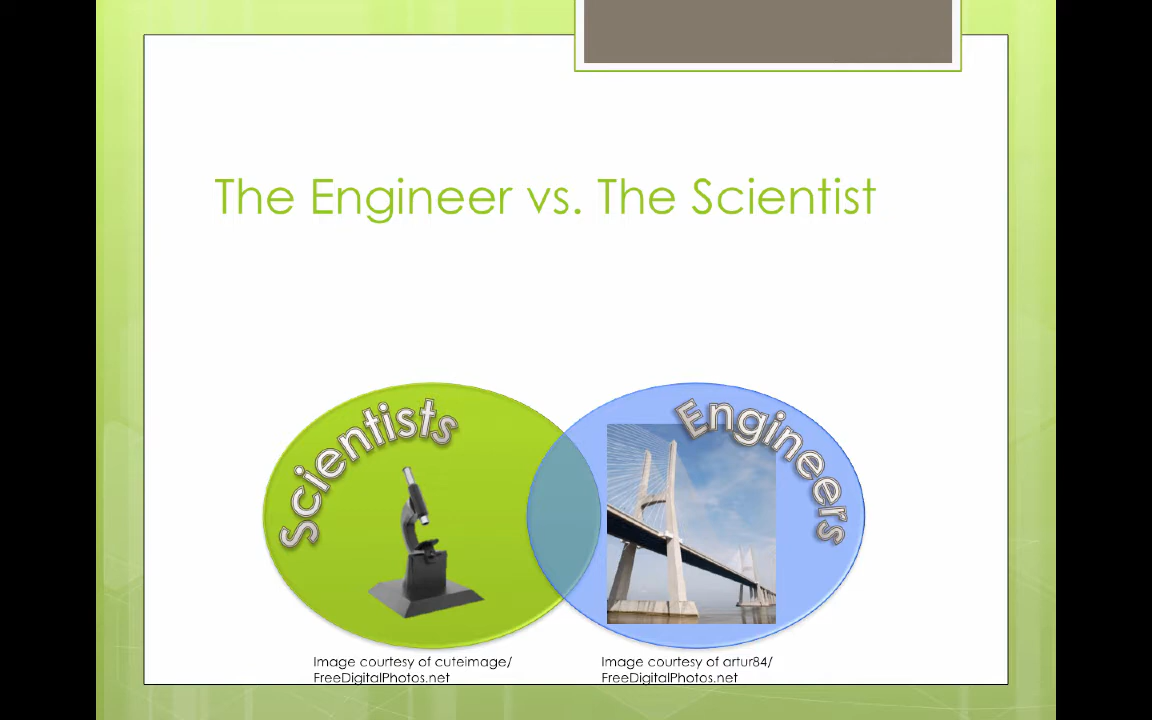 The Engineer vs. The Scientist
Scientists
Engineers
Image courtesy of cuteimage/
FreeDigitalPhotos.net
Image courtesy of artur84/
FreeDigitalPhotos.net